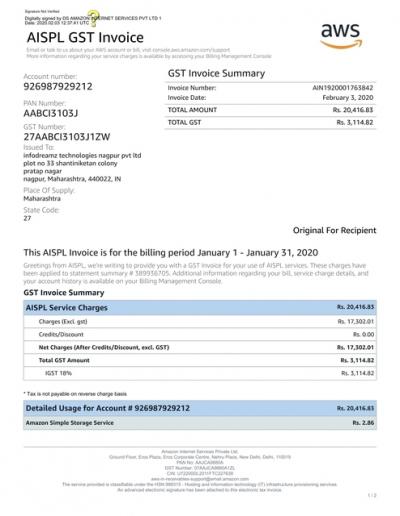 Signature Not Verified
Digitally signed by DS AMAZON INTERNET SERVICES PVT LTD 1
Date: 2020.02.03 12:37:41 UTC
AISPL GST Invoice
Email or talk to us about your AWS account or bill, visit console.aws.amazon.com/support
More information regarding your service charges is available by accessing your Billing Management Console
aws
Account number:
926987929212
PAN Number:
AABCI3103J
GST Number:
27AABCI3103J1ZW
Issued To:
infodreamz technologies nagpur pvt ltd
plot no 33 shantiniketan colony
pratap nagar
nagpur, Maharashtra, 440022, IN
Place Of Supply:
Maharashtra
State Code:
27
GST Invoice Summary
Invoice Number: AIN1920001763842
Invoice Date: February 3, 2020
TOTAL AMOUNT Rs. 20,416.83
TOTAL GST Rs. 3,114.82
Original For Recipient
This AISPL Invoice is for the billing period January 1 - January 31, 2020
Greetings from AISPL, we're writing to provide you with a GST Invoice for your use of AISPL services. These charges have
been applied to statement summary # 389938705. Additional information regarding your bill, service charge details, and
your account history is available on your Billing Management Console.
GST Invoice Summary
AISPL Service Charges Rs. 20,416.83
Charges (Excl. gst) Rs. 17,302.01
Credits/Discount Rs. 0.00
Net Charges (After Credits/Discount, excl. GST) Rs. 17,302.01
Total GST Amount Rs. 3,114.82
IGST 18% Rs. 3,114.82
* Tax is not payable on reverse charge basis
Detailed Usage for Account # 926987929212 Rs. 20,416.83
Amazon Simple Storage Service Rs. 2.86
Amazon Internet Services Private Ltd.
Ground Floor, Eros Plaza, Eros Corporate Centre, Nehru Place, New Delhi, Delhi, 110019
PAN No:
GST Number:
CIN:
aws-in-receivables-support@email.amazon.com
The service provided is classifiable under the HSN 998315 - Hosting and information technology (IT) infrastructure provisioning services
An advanced electronic signature has been attached to this electronic tax invoice.
1 / 2